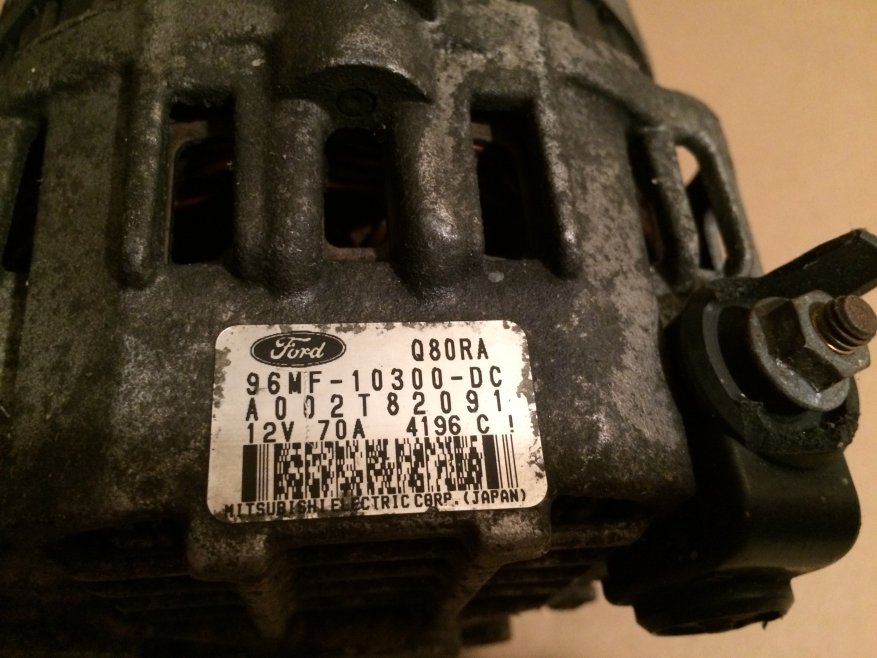 Ford Q80RA
96MF-10300-DC
A002T82091
12V 70A 4196 C !
MITSUBISHI ELECTRIC CORP. (JAPAN)